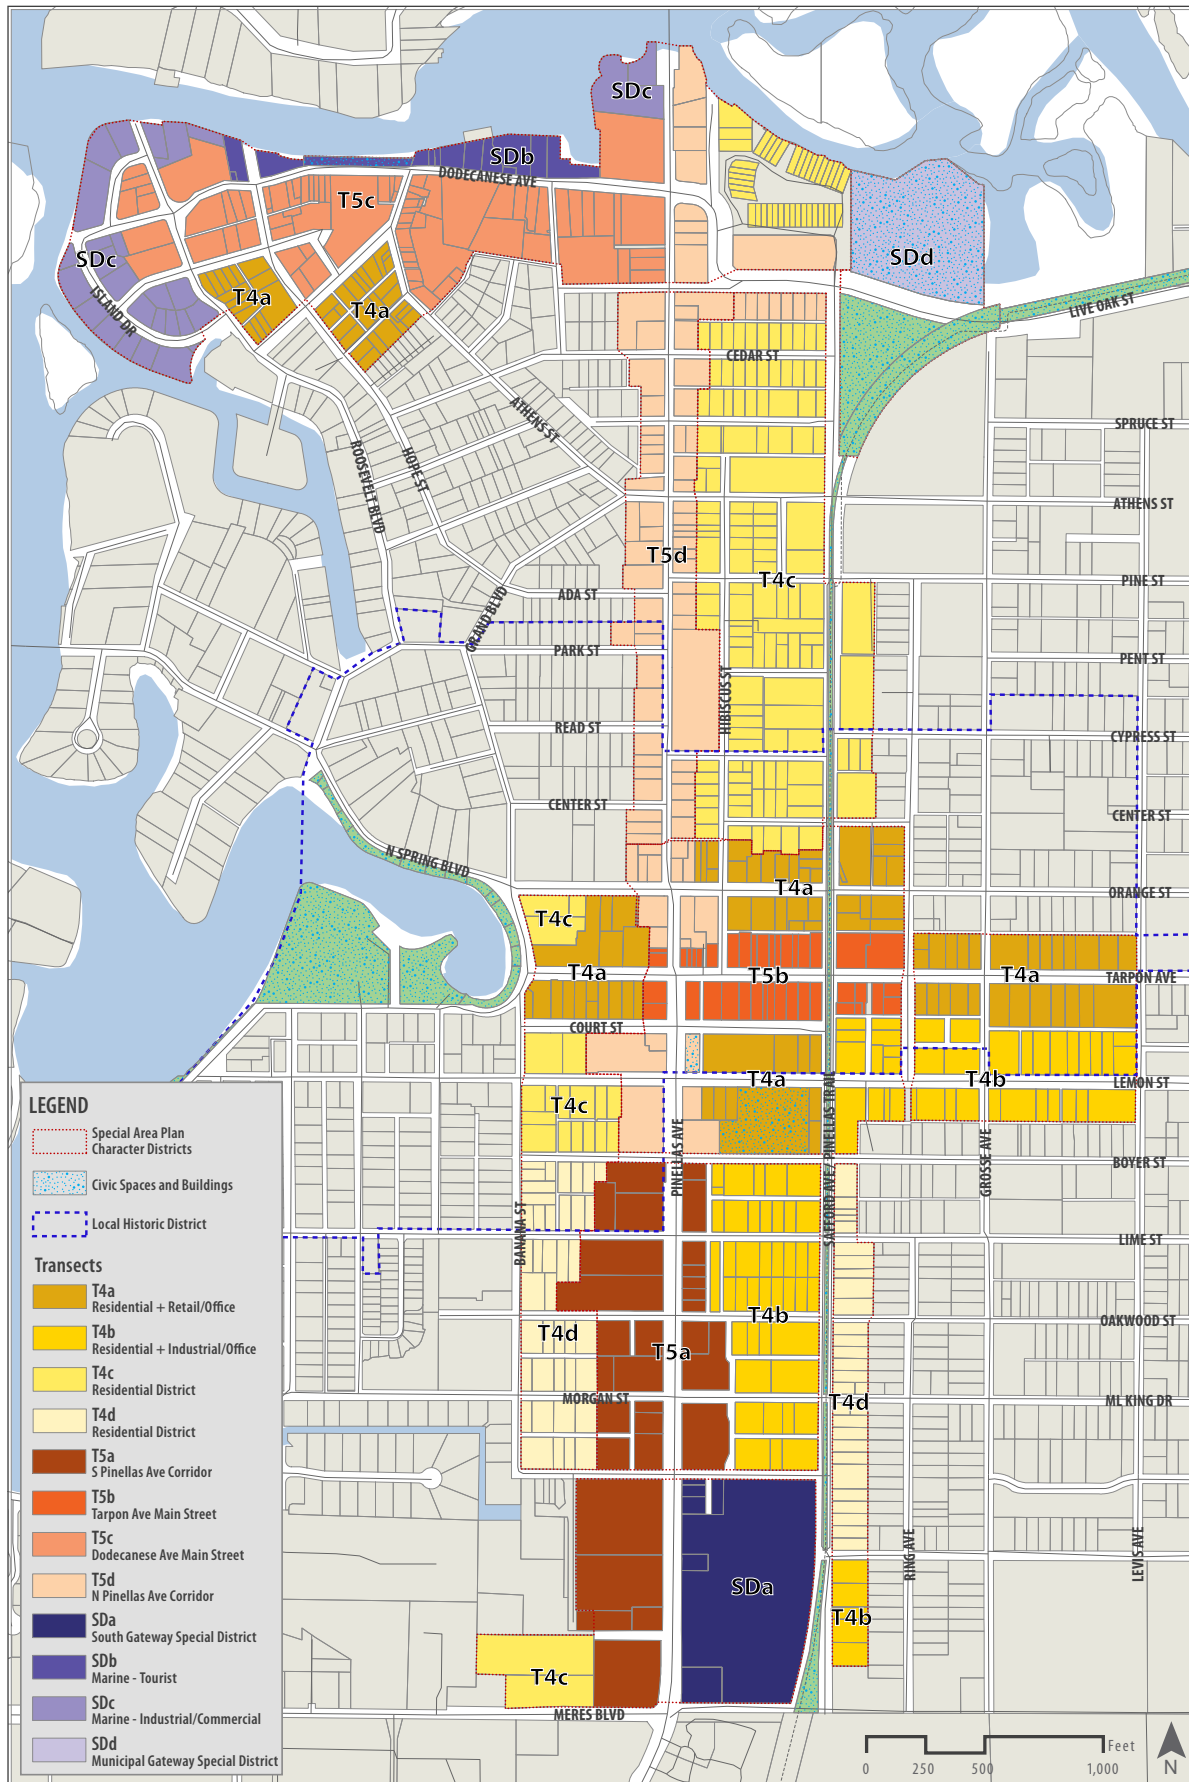 SDc
SDb
DODECANESE AVE
T5c
SDc
SDd
T4a
T4a
ISLAND DR
LIVE OAK ST
CEDAR ST
ATHENS ST
SPRUCE ST
ROOSEVELT BLVD
HOPE ST
ATHENS ST
T5d
T4c
PINE ST
ADA ST
GRAND BLVD
PARK ST
PENT ST
HIBISCUS ST
READ ST
CYPRESS ST
CENTER ST
CENTER ST
N SPRING BLVD
T4a
ORANGE ST
T4c
T4a
T5b
T4a
TARPON AVE
COURT ST
T4a
T4b
LEMON ST
T4c
PINELLAS AVE
SAFFORD AVE / PINELLAS TRAIL
GROSSE AVE
BOYER ST
BANANA ST
LIME ST
T4b
OAKWOOD ST
T4d
T5a
MORGAN ST
T4d
ML KING DR
RING AVE
LEVIS AVE
SDa
T4b
T4c
MERES BLVD
LEGEND
Special Area Plan
Character Districts
Civic Spaces and Buildings
Local Historic District
Transects
T4a
Residential + Retail/Office
T4b
Residential + Industrial/Office
T4c
Residential District
T4d
Residential District
T5a
S Pinellas Ave Corridor
T5b
Tarpon Ave Main Street
T5c
Dodecanese Ave Main Street
T5d
N Pinellas Ave Corridor
SDa
South Gateway Special District
SDb
Marine - Tourist
SDc
Marine - Industrial/Commercial
SDd
Municipal Gateway Special District
Feet
0 250 500 1,000
N